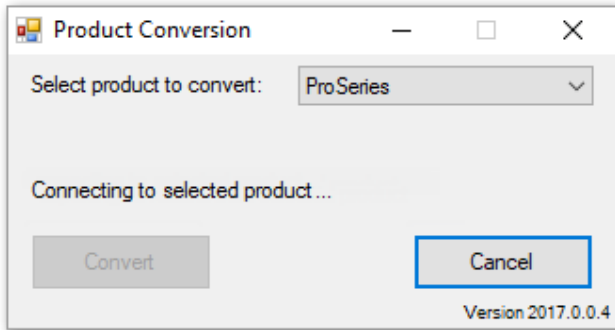 Product Conversion
Select product to convert: ProSeries
Connecting to selected product...
Convert Cancel
Version 2017.0.0.4